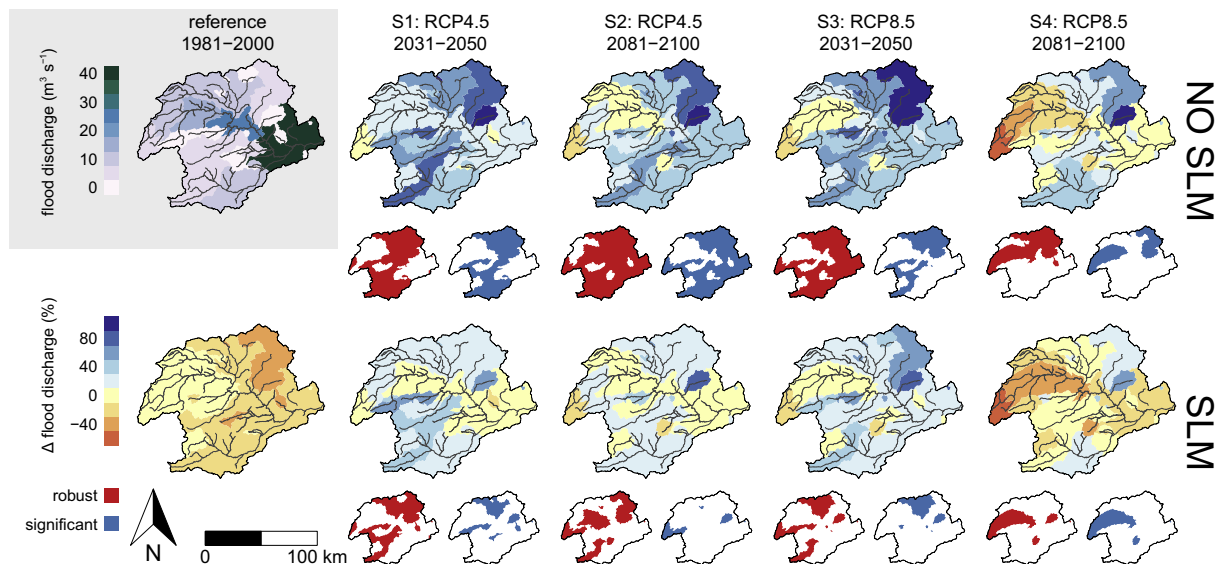 reference
1981−2000
S1: RCP4.5
2031−2050
S2: RCP4.5
2081−2100
S3: RCP8.5
2031−2050
S4: RCP8.5
2081−2100
flood discharge (m³ s⁻¹)
40
30
20
10
0
NO SLM
Δ flood discharge (%)
80
40
0
−40
SLM
robust
significant
N
0
100 km